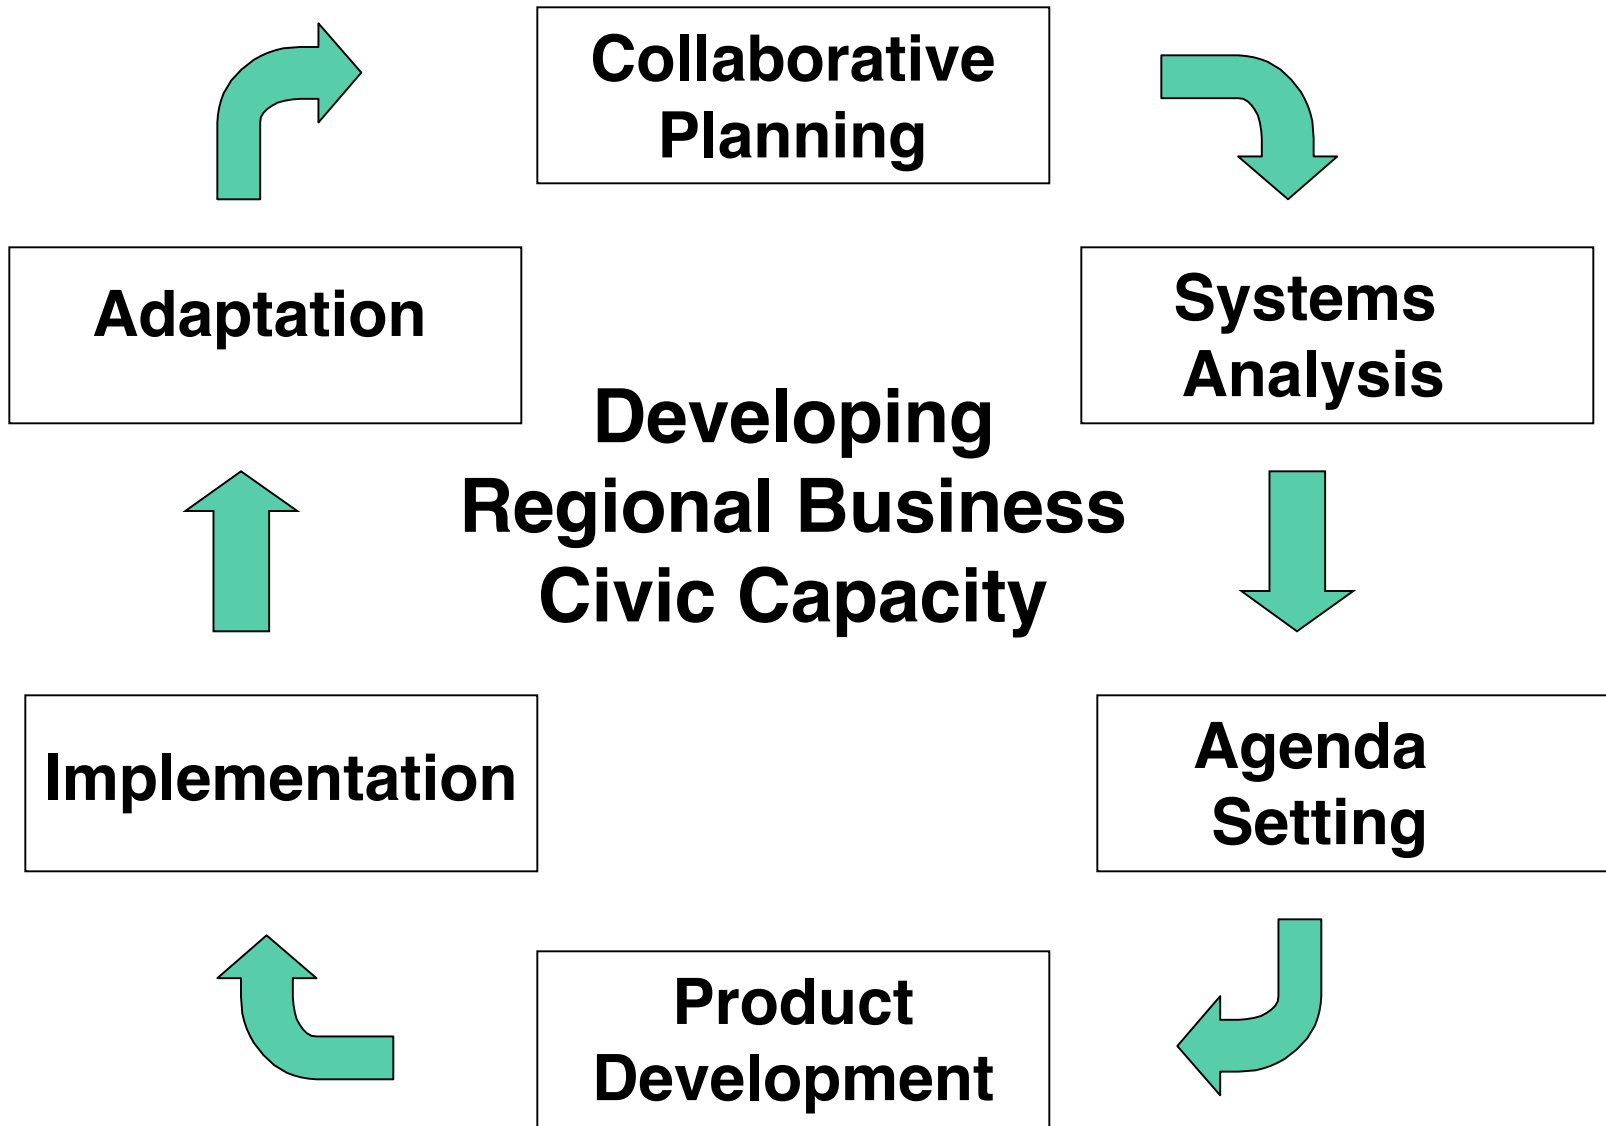 Collaborative
Planning
Adaptation
Systems
Analysis
Developing
Regional Business
Civic Capacity
Implementation
Agenda
Setting
Product
Development